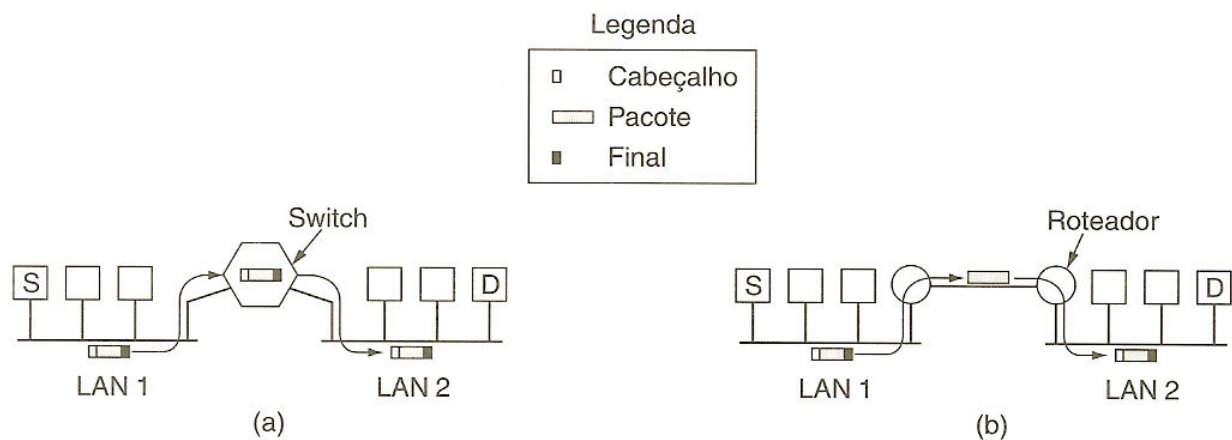 Legenda
Cabeçalho
Pacote
Final
Switch
S
D
LAN 1
LAN 2
(a)
Roteador
S
D
LAN 1
LAN 2
(b)